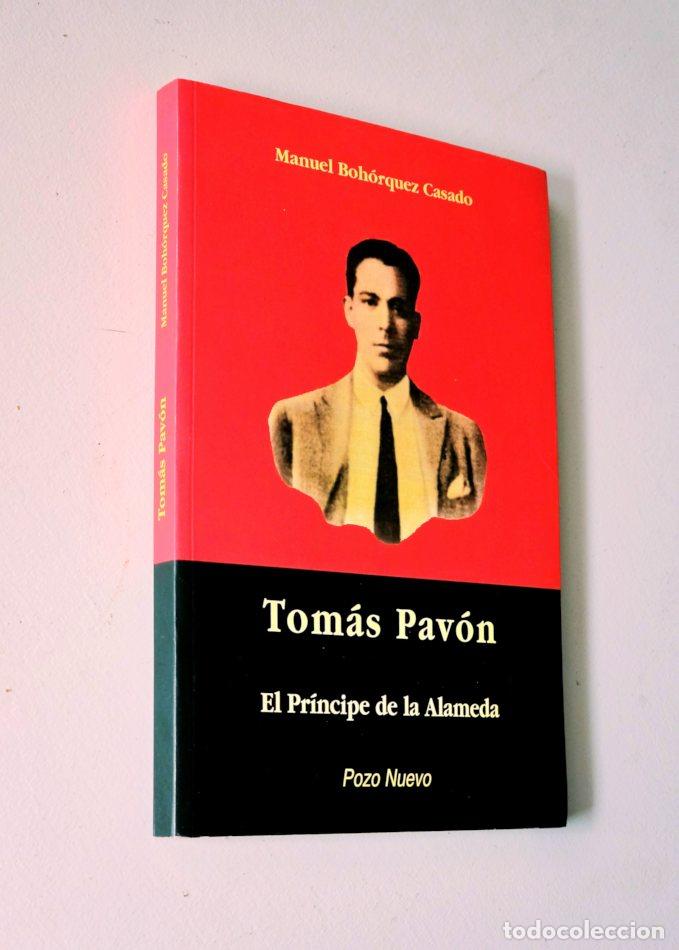 Manuel Bohórquez Casado
Tomás Pavón
El Príncipe de la Alameda
Pozo Nuevo
Tomás Pavón
Manuel Bohórquez Casado
todocoleccion